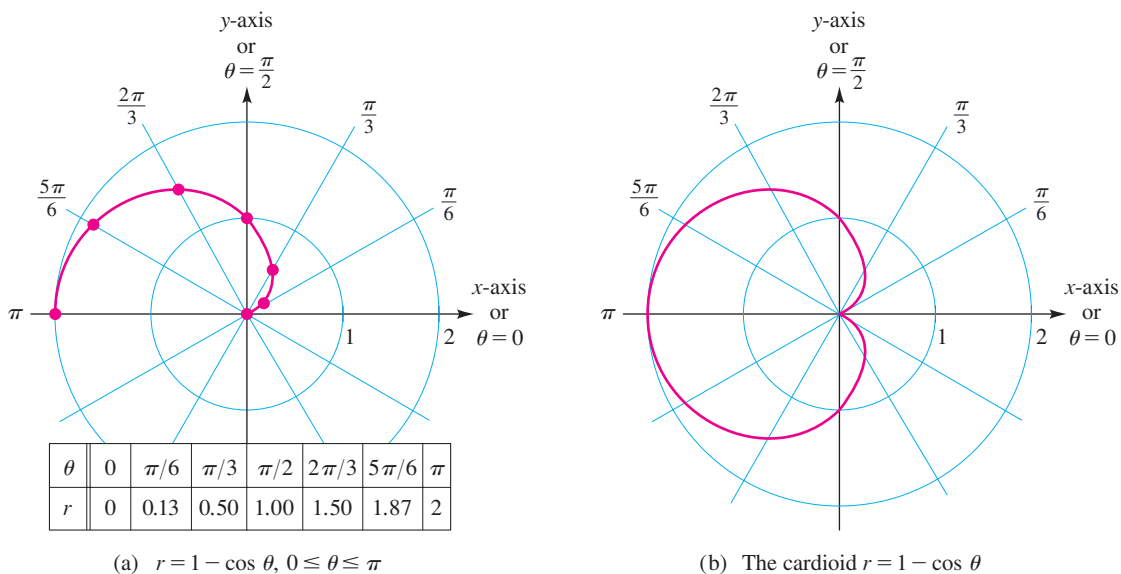 y-axis
or
θ = π/2
2π/3
π/3
5π/6
π/6
π
x-axis
or
θ = 0
1
2
θ 0 π/6 π/3 π/2 2π/3 5π/6 π
r 0 0.13 0.50 1.00 1.50 1.87 2
(a) r = 1 − cos θ, 0 ≤ θ ≤ π
y-axis
or
θ = π/2
2π/3
π/3
5π/6
π/6
π
x-axis
or
θ = 0
1
2
(b) The cardioid r = 1 − cos θ